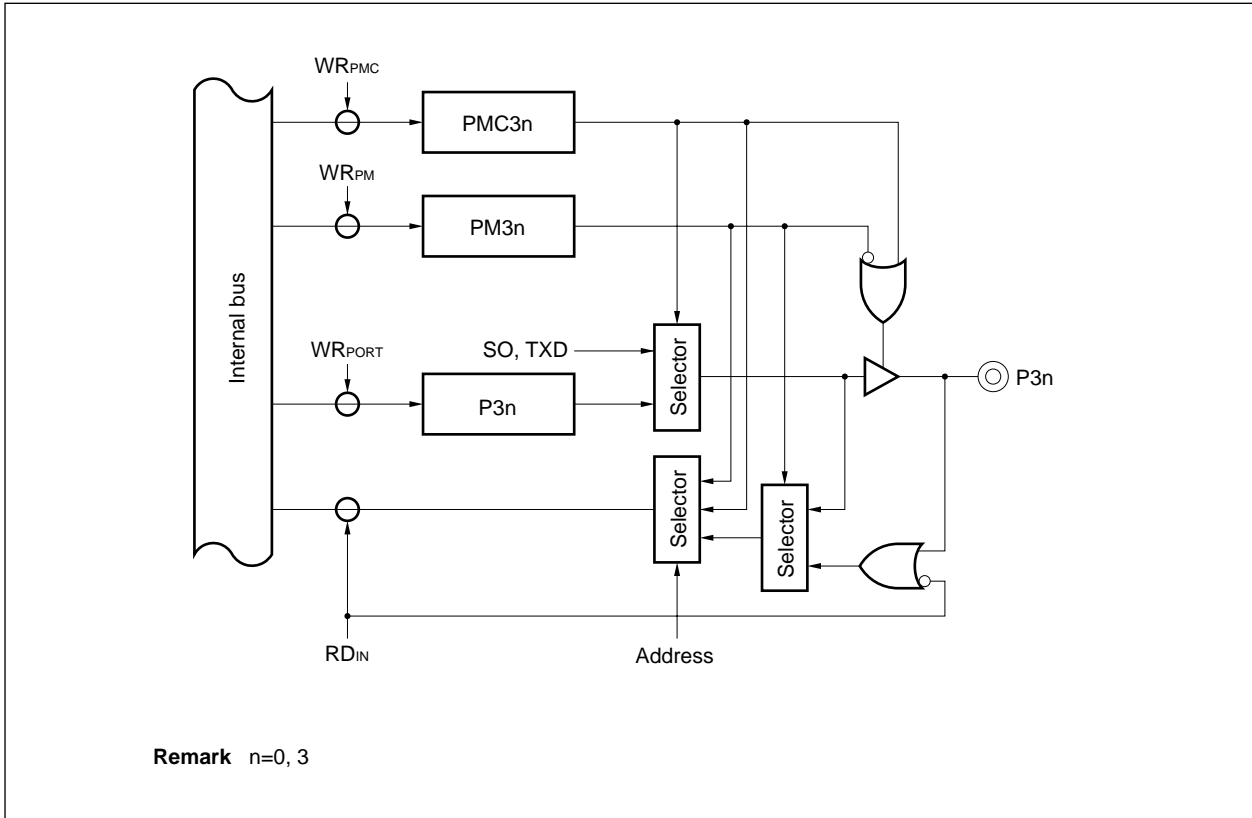 WRPMC
PMC3n
WRPM
PM3n
Internal bus
WRPORT
SO, TXD
P3n
Selector
P3n
Selector
Selector
RDIN
Address
Remark n=0, 3